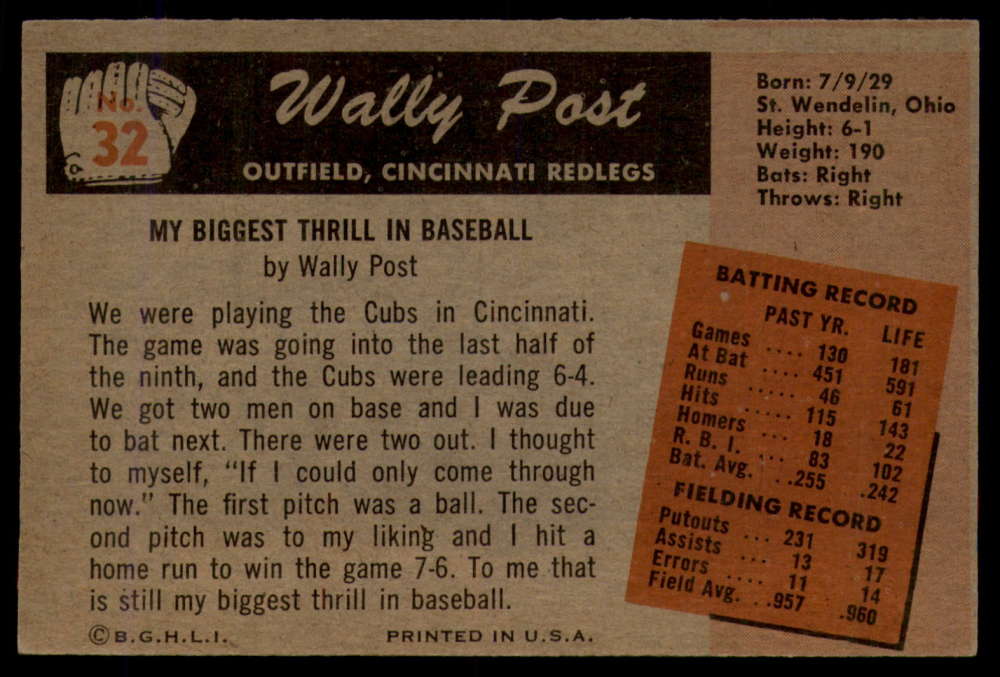 No.
32
Wally Post
OUTFIELD, CINCINNATI REDLEGS
Born: 7/9/29
St. Wendelin, Ohio
Height: 6-1
Weight: 190
Bats: Right
Throws: Right
MY BIGGEST THRILL IN BASEBALL
by Wally Post
We were playing the Cubs in Cincinnati.
The game was going into the last half of
the ninth, and the Cubs were leading 6-4.
We got two men on base and I was due
to bat next. There were two out. I thought
to myself, "If I could only come through
now." The first pitch was a ball. The sec-
ond pitch was to my liking and I hit a
home run to win the game 7-6. To me that
is still my biggest thrill in baseball.
©B.G.H.L.I. PRINTED IN U.S.A.
BATTING RECORD
PAST YR. LIFE
Games .... 130 181
At Bat .... 451 591
Runs ..... 46 61
Hits ..... 115 143
Homers ... 18 22
R. B. I. ... 83 102
Bat. Avg. ..255 .242
FIELDING RECORD
Putouts ... 231 319
Assists ... 13 17
Errors .... 11 14
Field Avg. ..957 .960